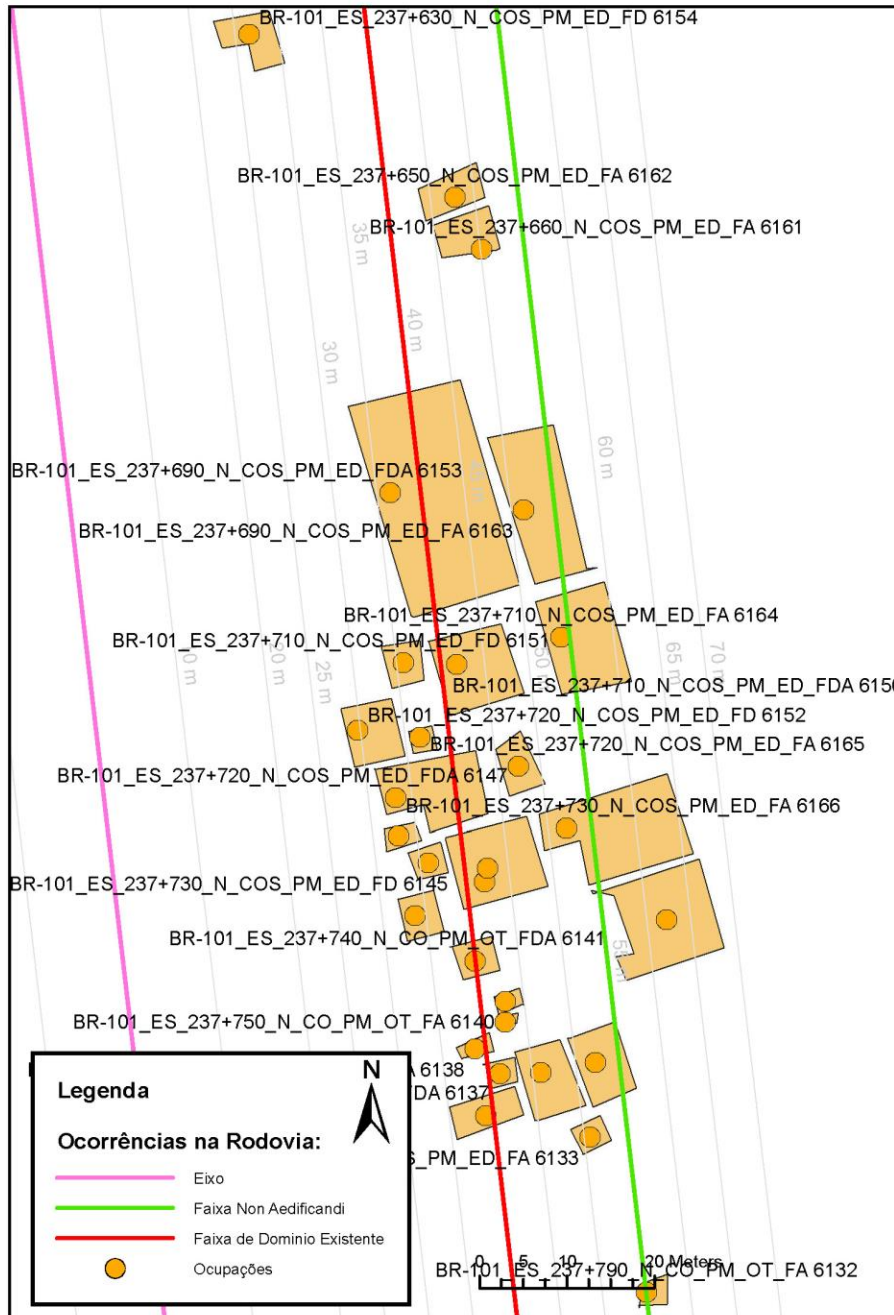 BR-101_ES_237+630_N_COS_PM_ED_FD 6154
BR-101_ES_237+650_N_COS_PM_ED_FA 6162
BR-101_ES_237+660_N_COS_PM_ED_FA 6161
35 m
40 m
30 m
BR-101_ES_237+690_N_COS_PM_ED_FDA 6153
60 m
BR-101_ES_237+690_N_COS_PM_ED_FA 6163
BR-101_ES_237+710_N_COS_PM_ED_FA 6164
BR-101_ES_237+710_N_COS_PM_ED_FD 6151
20 m
25 m
50 m
65 m
70 m
BR-101_ES_237+710_N_COS_PM_ED_FDA 6150
BR-101_ES_237+720_N_COS_PM_ED_FD 6152
BR-101_ES_237+720_N_COS_PM_ED_FA 6165
BR-101_ES_237+720_N_COS_PM_ED_FDA 6147
BR-101_ES_237+730_N_COS_PM_ED_FA 6166
BR-101_ES_237+730_N_COS_PM_ED_FD 6145
BR-101_ES_237+740_N_CO_PM_OT_FDA 6141
55 m
BR-101_ES_237+750_N_CO_PM_OT_FA 6140
A 6138
DA 6137
S_PM_ED_FA 6133
N
Legenda
Ocorrências na Rodovia:
Eixo
Faixa Non Aedificandi
Faixa de Dominio Existente
Ocupações
0 5 10 20 Meters
BR-101_ES_237+790_N_CO_PM_OT_FA 6132